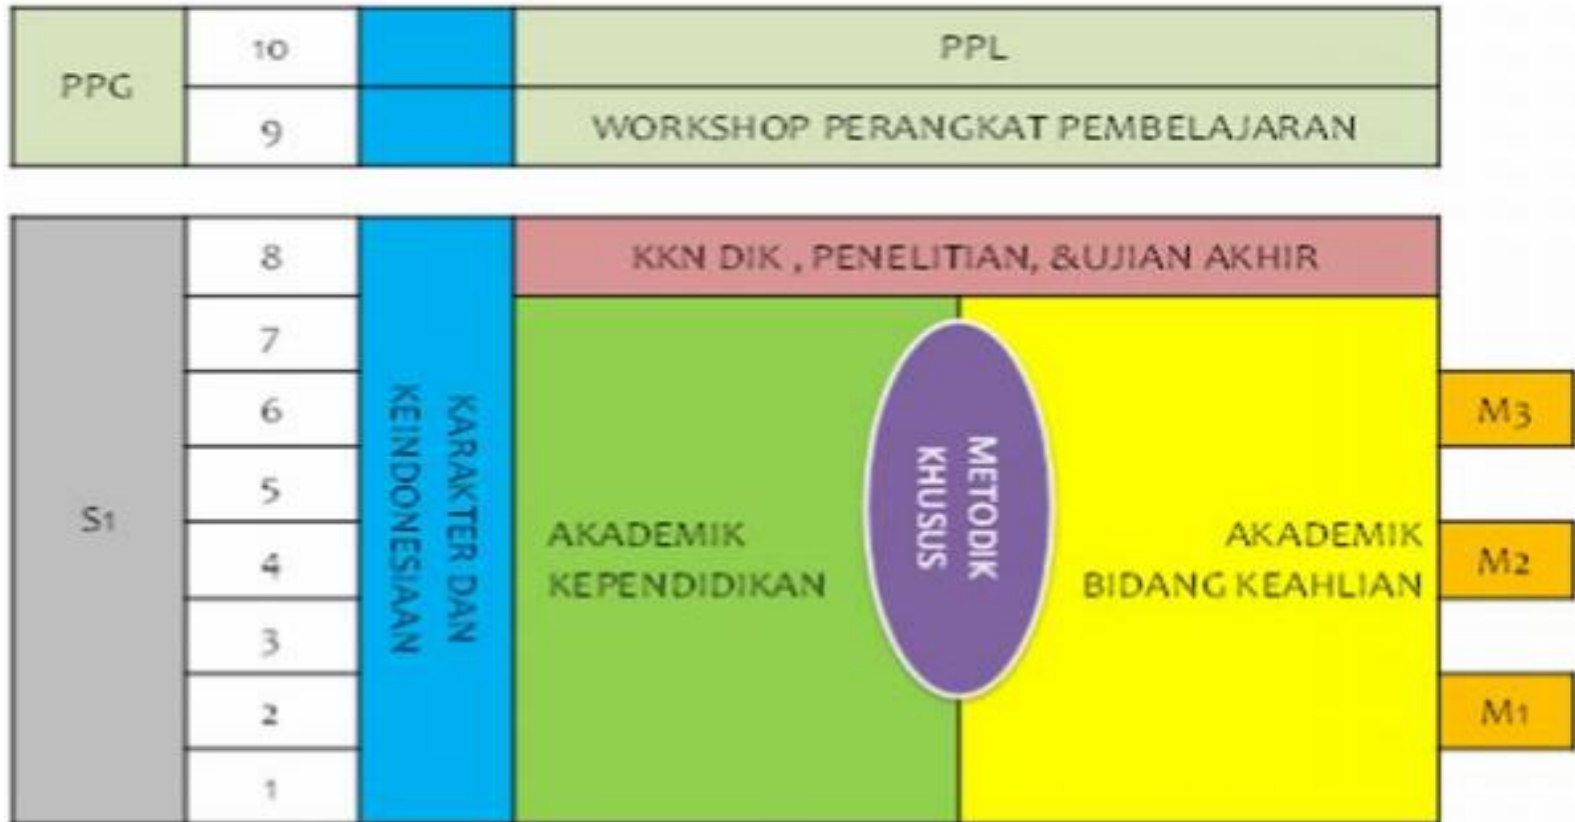 PPG
10
PPL
9
WORKSHOP PERANGKAT PEMBELAJARAN
S1
8
KKN DIK , PENELITIAN, &UJIAN AKHIR
7
6
5
4
3
2
1
KARAKTER DAN
KEINDONESIAAN
AKADEMIK
KEPENDIDIKAN
METODIK
KHUSUS
AKADEMIK
BIDANG KEAHLIAN
M3
M2
M1